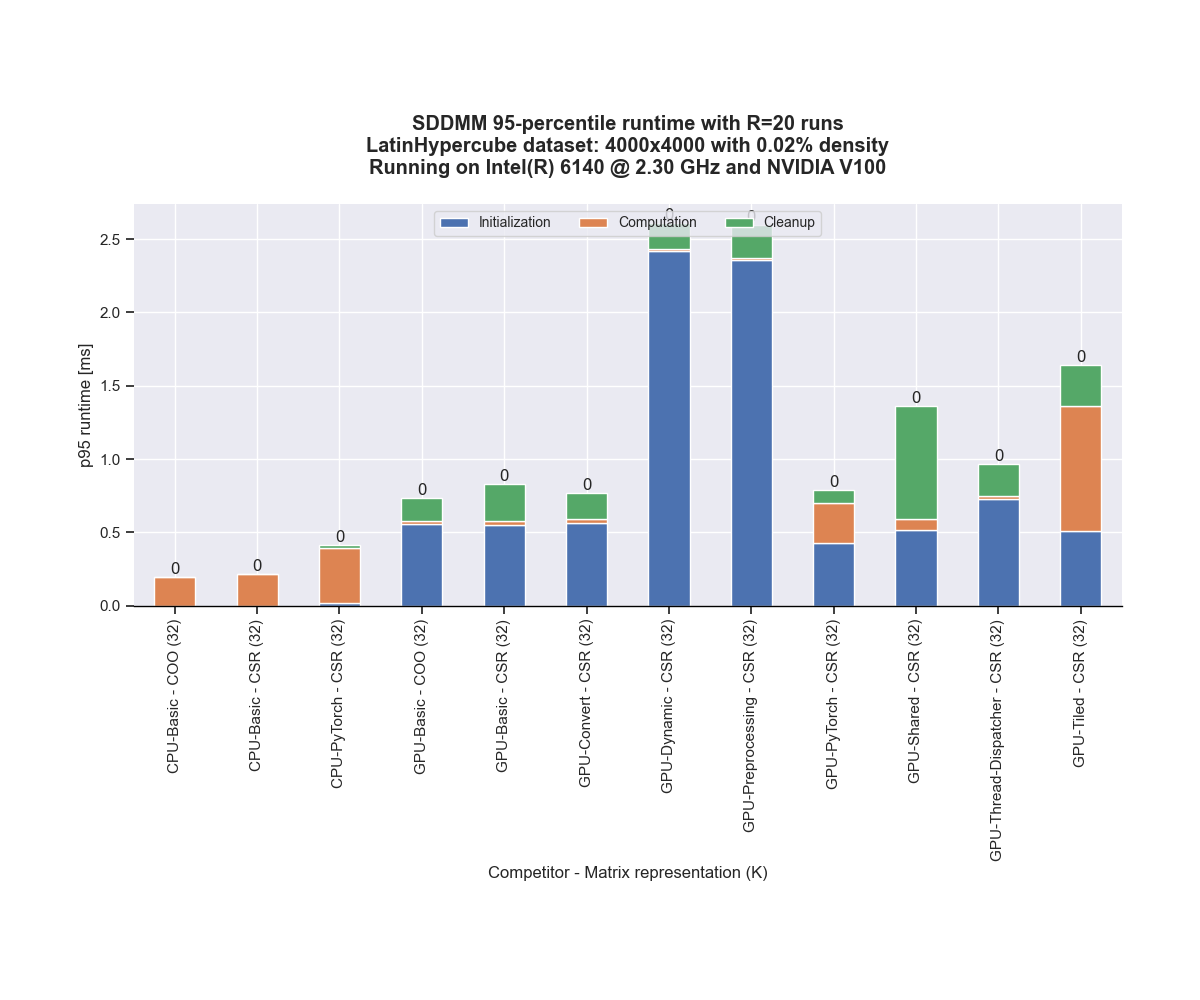 SDDMM 95-percentile runtime with R=20 runs
LatinHypercube dataset: 4000x4000 with 0.02% density
Running on Intel(R) 6140 @ 2.30 GHz and NVIDIA V100
Initialization Computation Cleanup
p95 runtime [ms]
2.5
2.0
1.5
1.0
0.5
0.0
0
0
0
0
0
0
0
0
0
0
0
0
CPU-Basic - COO (32)
CPU-Basic - CSR (32)
CPU-PyTorch - CSR (32)
GPU-Basic - COO (32)
GPU-Basic - CSR (32)
GPU-Convert - CSR (32)
GPU-Dynamic - CSR (32)
GPU-Preprocessing - CSR (32)
GPU-PyTorch - CSR (32)
GPU-Shared - CSR (32)
GPU-Thread-Dispatcher - CSR (32)
GPU-Tiled - CSR (32)
Competitor - Matrix representation (K)